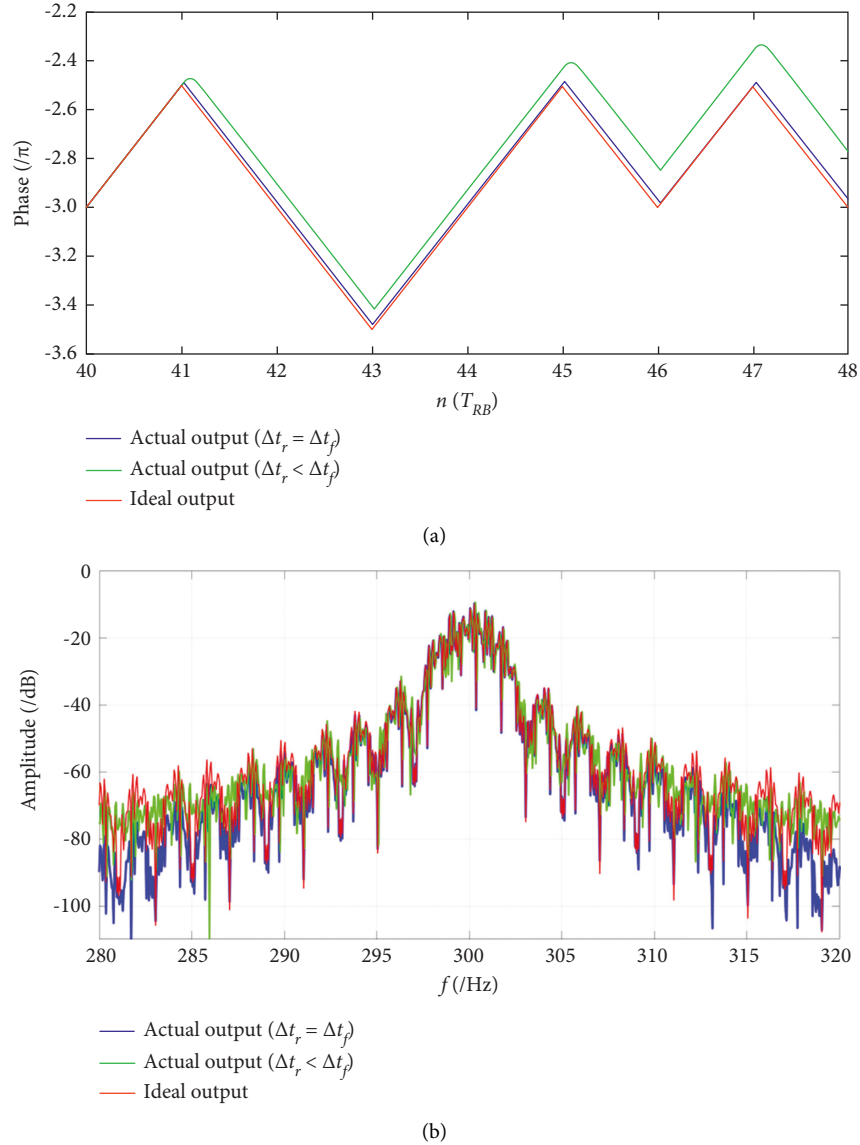 -2.2
-2.4
-2.6
-2.8
-3.0
-3.2
-3.4
-3.6
Phase (/π)
40 41 42 43 44 45 46 47 48
n (T_RB)
Actual output (Δt_r = Δt_f)
Actual output (Δt_r < Δt_f)
Ideal output
(a)
0
-20
-40
-60
-80
-100
Amplitude (/dB)
280 285 290 295 300 305 310 315 320
f (/Hz)
Actual output (Δt_r = Δt_f)
Actual output (Δt_r < Δt_f)
Ideal output
(b)